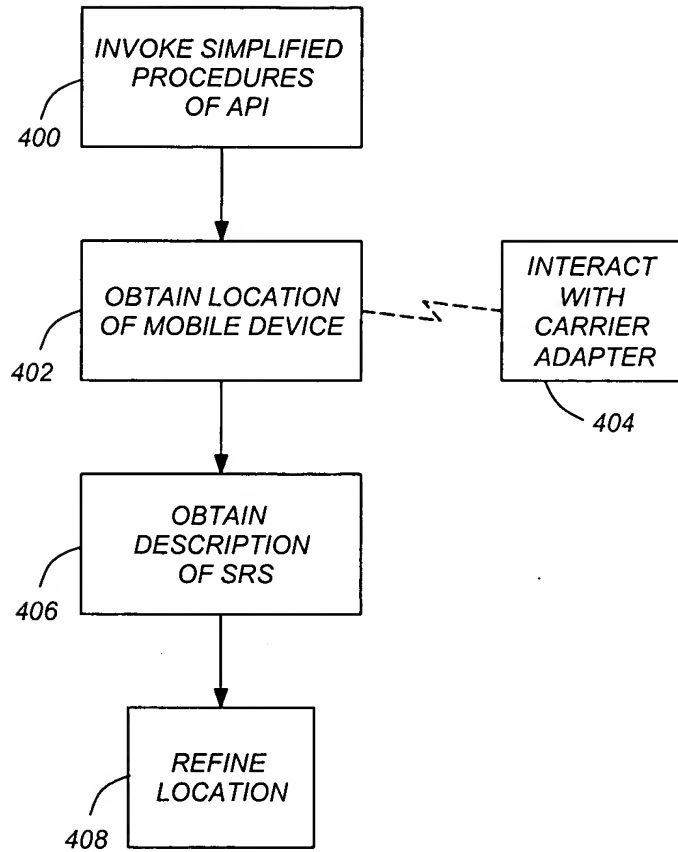 INVOKE SIMPLIFIED
PROCEDURES
OF API
400
OBTAIN LOCATION
OF MOBILE DEVICE
402
INTERACT
WITH
CARRIER
ADAPTER
404
OBTAIN
DESCRIPTION
OF SRS
406
REFINE
LOCATION
408